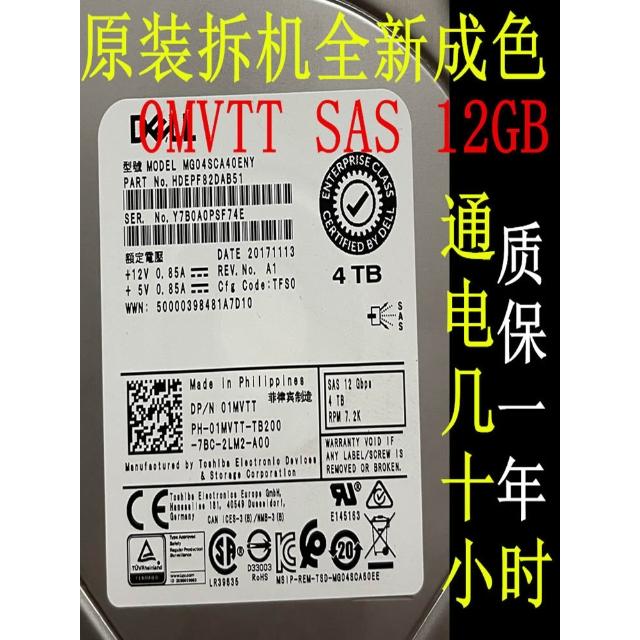 原装拆机全新成色
OMVTT SAS 12GB
DELL
型號 MODEL MG04SCA40ENY
PART No.HDEPF82DAB51
SER. No.Y7B0A0PSF74E
額定電壓
DATE 20171113
+12V 0.85A
REV. No. A1
+ 5V 0.85A
Cfg Code:TFS0
WWN: 50000398481A7D10
ENTERPRISE CLASS
CERTIFIED BY DELL
4 TB
SAS
通电几十小时
质保一年
Made in Philippines
菲律宾制造
DP/N 01MVTT
PH-01MVTT-TB200
-7BC-2LM2-A00
Manufactured by Toshiba Electronic Devices
& Storage Corporation
SAS 12 Gbps
4 TB
RPM 7.2K
WARRANTY VOID IF
ANY LABEL/SCREW IS
REMOVED OR BROKEN.
CE
Toshiba Electronics Europe GmbH,
Hansaallee 181, 40549 Düsseldorf,
Germany
CAN ICES-3(B)/NMB-3(B)
E145163
TÜVRheinland
LR39835
D33003
RoHS
20
MSIP-REM-TSD-MG04SCA60EE